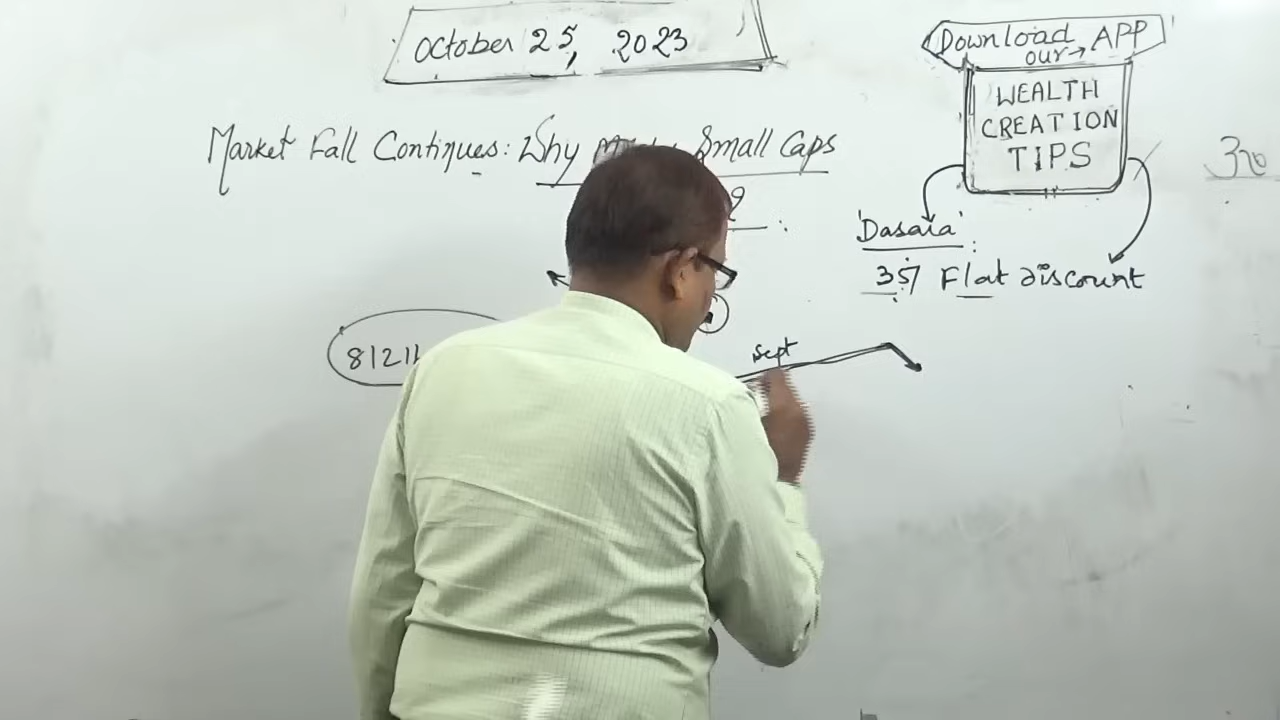 October 25, 2023
Download APP
our
WEALTH
CREATION
TIPS
Market Fall Continues: Why Small Caps
?
'Dasara' :
35% Flat discount
Sept